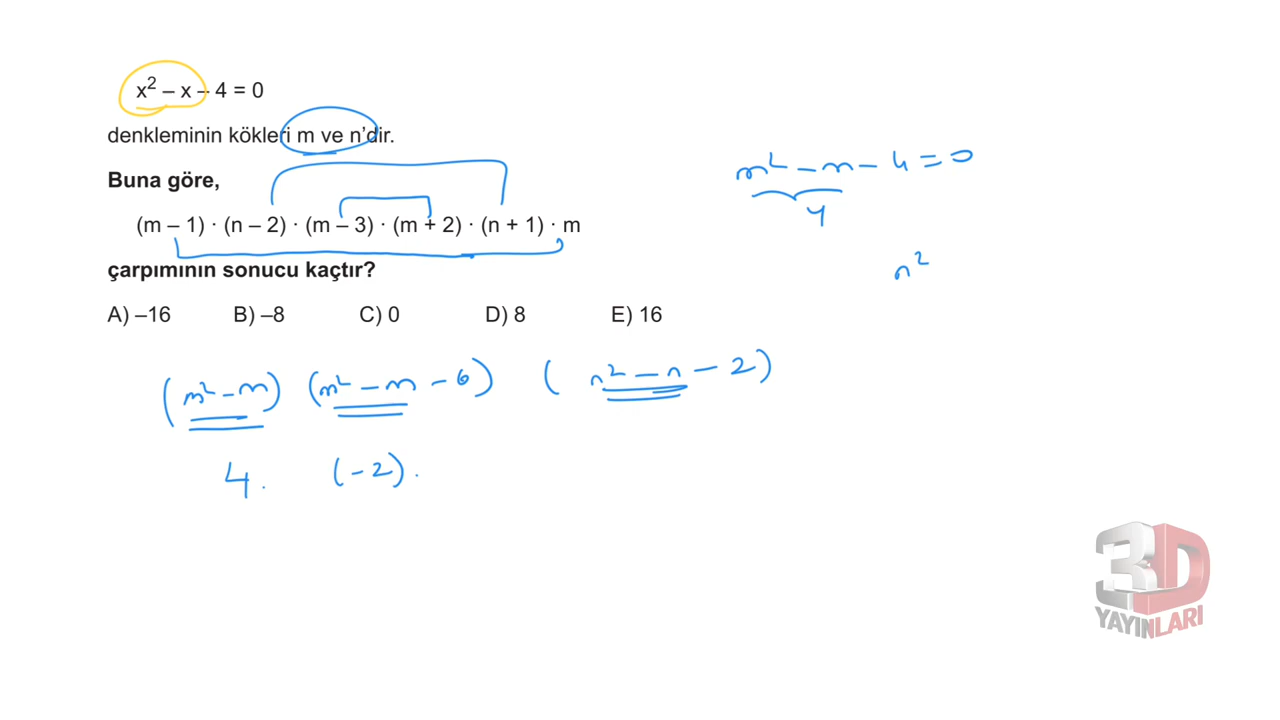 x² – x – 4 = 0
denkleminin kökleri m ve n'dir.
m² – m – 4 = 0
Buna göre,
4
(m – 1) · (n – 2) · (m – 3) · (m + 2) · (n + 1) · m
n²
çarpımının sonucu kaçtır?
A) –16 B) –8 C) 0 D) 8 E) 16
(m² – m) (m² – m – 6) (n² – n – 2)
4. (–2).
3D
YAYINLARI